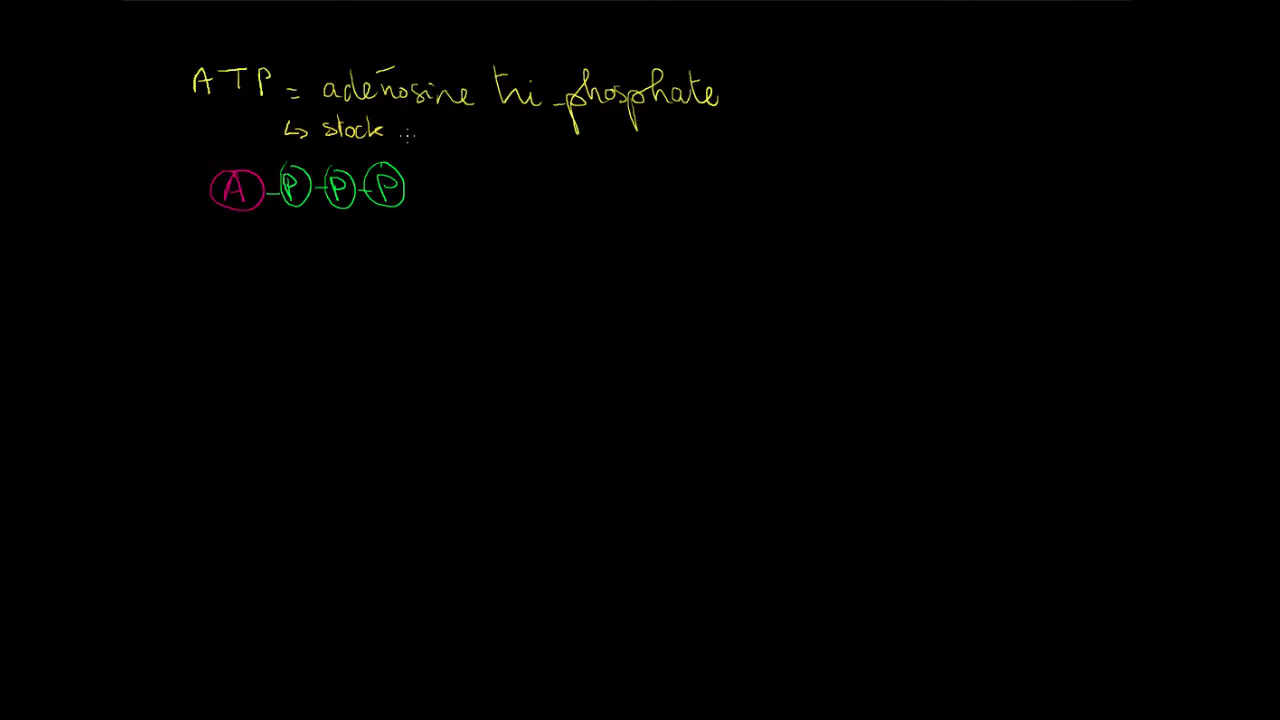 ATP = adénosine tri-phosphate
↳ stock
A-P-P-P